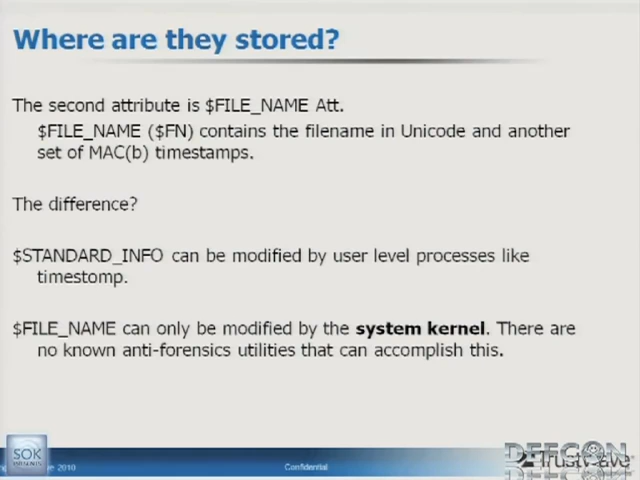 Where are they stored?
The second attribute is $FILE_NAME Att.
$FILE_NAME ($FN) contains the filename in Unicode and another
set of MAC(b) timestamps.
The difference?
$STANDARD_INFO can be modified by user level processes like
timestomp.
$FILE_NAME can only be modified by the system kernel. There are
no known anti-forensics utilities that can accomplish this.
SOK
2010
Confidential
DEFCON
Trustwave